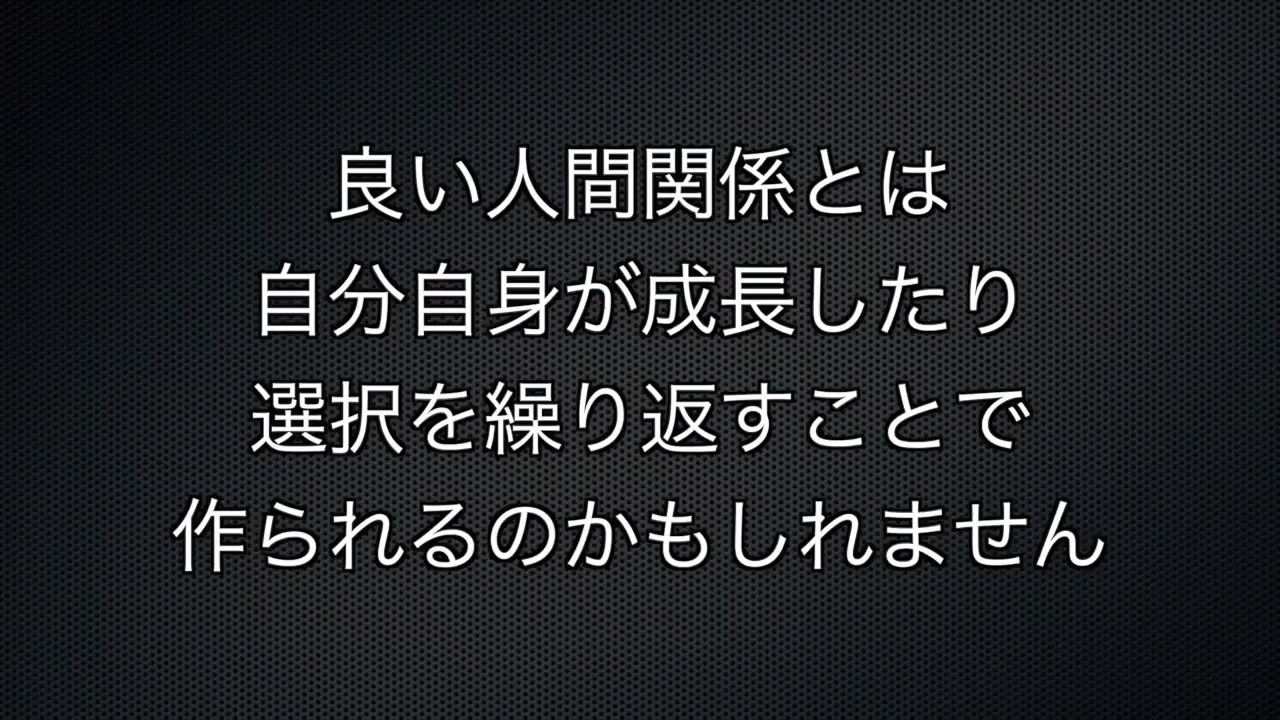 良い人間関係とは
自分自身が成長したり
選択を繰り返すことで
作られるのかもしれません